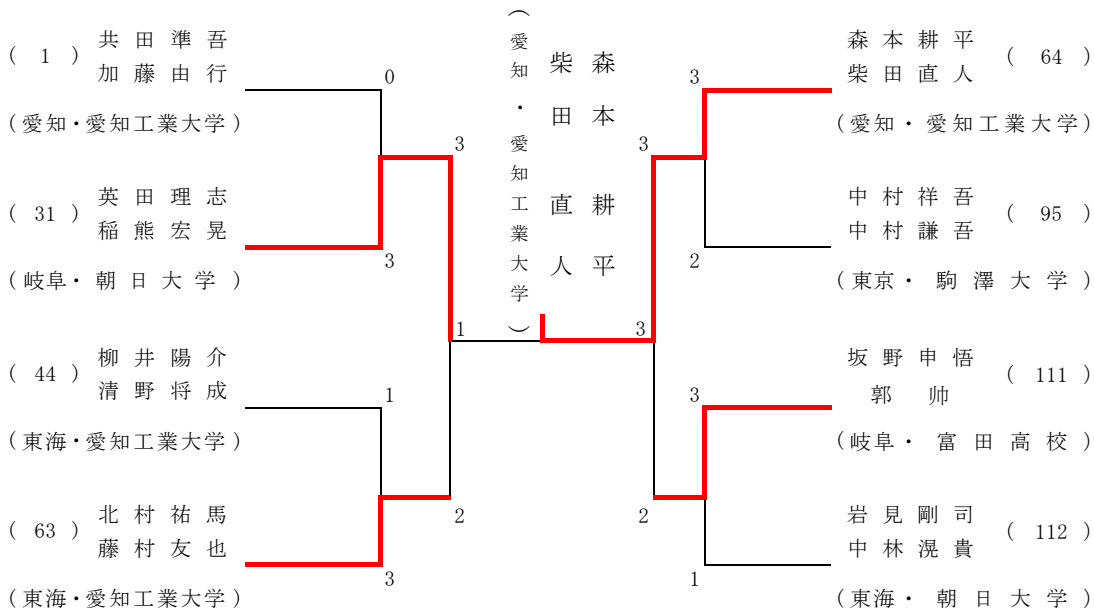 ( 1 )
共田準吾
加藤由行
(愛知・愛知工業大学)
( 31 )
英田理志
稲熊宏晃
(岐阜・朝日大学)
( 44 )
柳井陽介
清野将成
(東海・愛知工業大学)
( 63 )
北村祐馬
藤村友也
(東海・愛知工業大学)
0
3
3
1
1
3
2
森本 耕平
柴田 直人
(愛知・愛知工業大学)
3
3
2
3
3
2
1
森本耕平
柴田直人
( 64 )
(愛知・愛知工業大学)
中村祥吾
中村謙吾
( 95 )
(東京・駒澤大学)
坂野申悟
郭 帅
( 111 )
(岐阜・富田高校)
岩見剛司
中林滉貴
( 112 )
(東海・朝日大学)